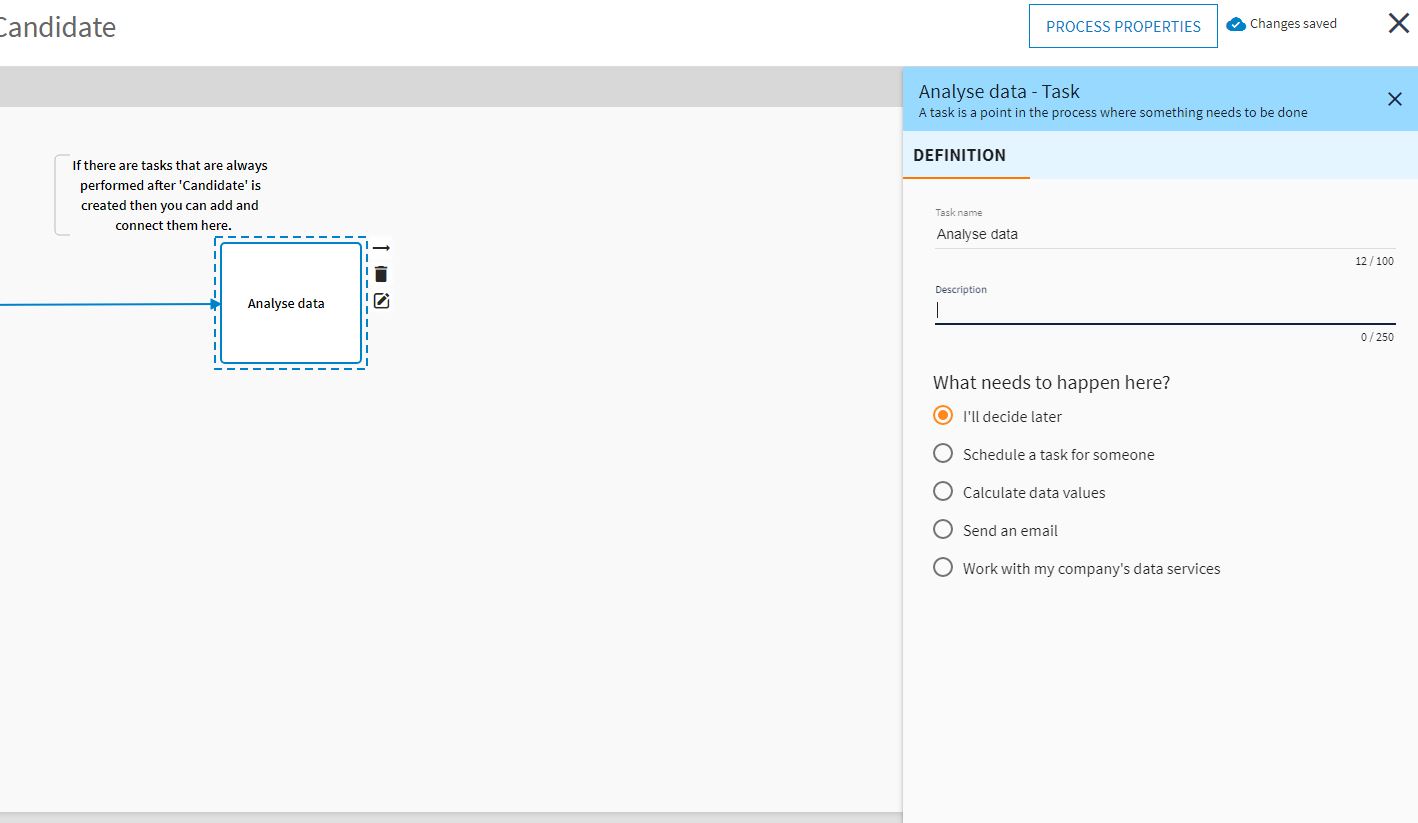 Candidate
PROCESS PROPERTIES
Changes saved
If there are tasks that are always
performed after 'Candidate' is
created then you can add and
connect them here.
Analyse data
Analyse data - Task
A task is a point in the process where something needs to be done
DEFINITION
Task name
Analyse data
12 / 100
Description
0 / 250
What needs to happen here?
I'll decide later
Schedule a task for someone
Calculate data values
Send an email
Work with my company's data services